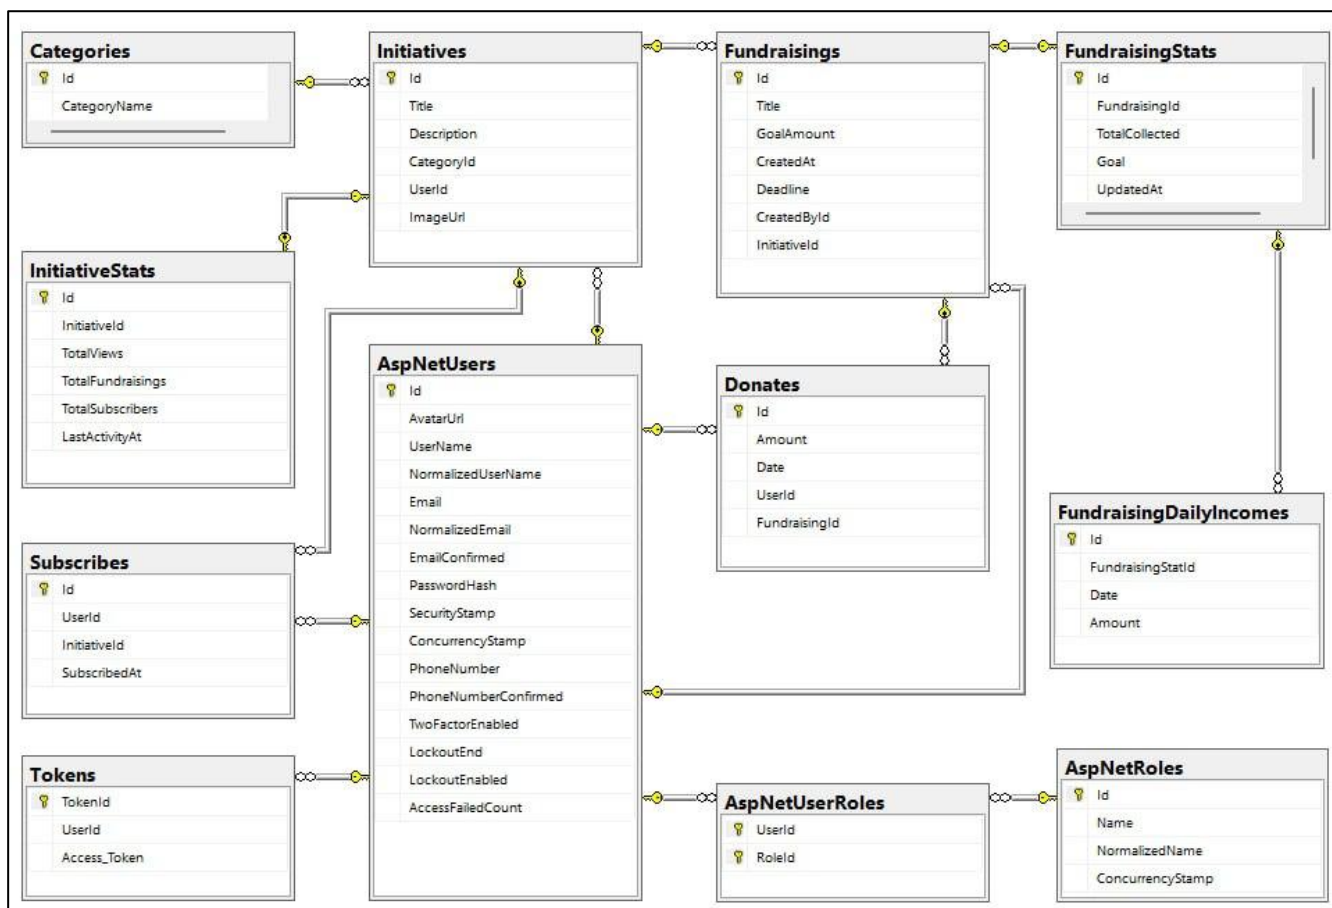 Categories
Id
CategoryName
Initiatives
Id
Title
Description
CategoryId
UserId
ImageUrl
Fundraisings
Id
Title
GoalAmount
CreatedAt
Deadline
CreatedById
InitiativeId
FundraisingStats
Id
FundraisingId
TotalCollected
Goal
UpdatedAt
InitiativeStats
Id
InitiativeId
TotalViews
TotalFundraisings
TotalSubscribers
LastActivityAt
AspNetUsers
Id
AvatarUrl
UserName
NormalizedUserName
Email
NormalizedEmail
EmailConfirmed
PasswordHash
SecurityStamp
ConcurrencyStamp
PhoneNumber
PhoneNumberConfirmed
TwoFactorEnabled
LockoutEnd
LockoutEnabled
AccessFailedCount
Donates
Id
Amount
Date
UserId
FundraisingId
FundraisingDailyIncomes
Id
FundraisingStatId
Date
Amount
Subscribes
Id
UserId
InitiativeId
SubscribedAt
Tokens
TokenId
UserId
Access_Token
AspNetUserRoles
UserId
RoleId
AspNetRoles
Id
Name
NormalizedName
ConcurrencyStamp